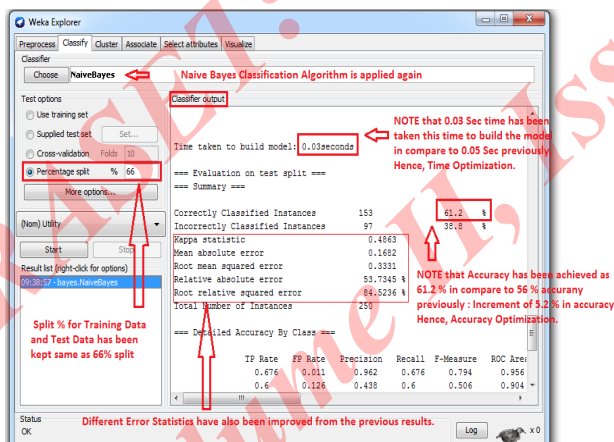 Weka Explorer
Preprocess Classify Cluster Associate Select attributes Visualize
Classifier
Choose NaiveBayes
Naive Bayes Classification Algorithm is applied again
Test options
Use training set
Supplied test set Set...
Cross-validation Folds 10
Percentage split % 66
More options...
(Nom) Utility
Start Stop
Result list (right-click for options)
09:38:57 - bayes.NaiveBayes
Split % for Training Data
and Test Data has been
kept same as 66% split
Classifier output
Time taken to build model: 0.03seconds
NOTE that 0.03 Sec time has been
taken this time to build the model
in compare to 0.05 Sec previously
Hence, Time Optimization.
=== Evaluation on test split ===
=== Summary ===
Correctly Classified Instances 153 61.2 %
Incorrectly Classified Instances 97 38.8 %
Kappa statistic 0.4863
Mean absolute error 0.1682
Root mean squared error 0.3331
Relative absolute error 53.7345 %
Root relative squared error 84.5236 %
Total Number of Instances 250
NOTE that Accuracy has been achieved as
61.2 % in compare to 56 % accurany
previously : Increment of 5.2 % in accuracy
Hence, Accuracy Optimization.
=== Detailed Accuracy By Class ===
TP Rate FP Rate Precision Recall F-Measure ROC Area
0.676 0.011 0.962 0.676 0.794 0.956
0.6 0.126 0.438 0.6 0.506 0.904
Different Error Statistics have also been improved from the previous results.
Status
OK
Log
x 0
RASET:
Volume II, Iss